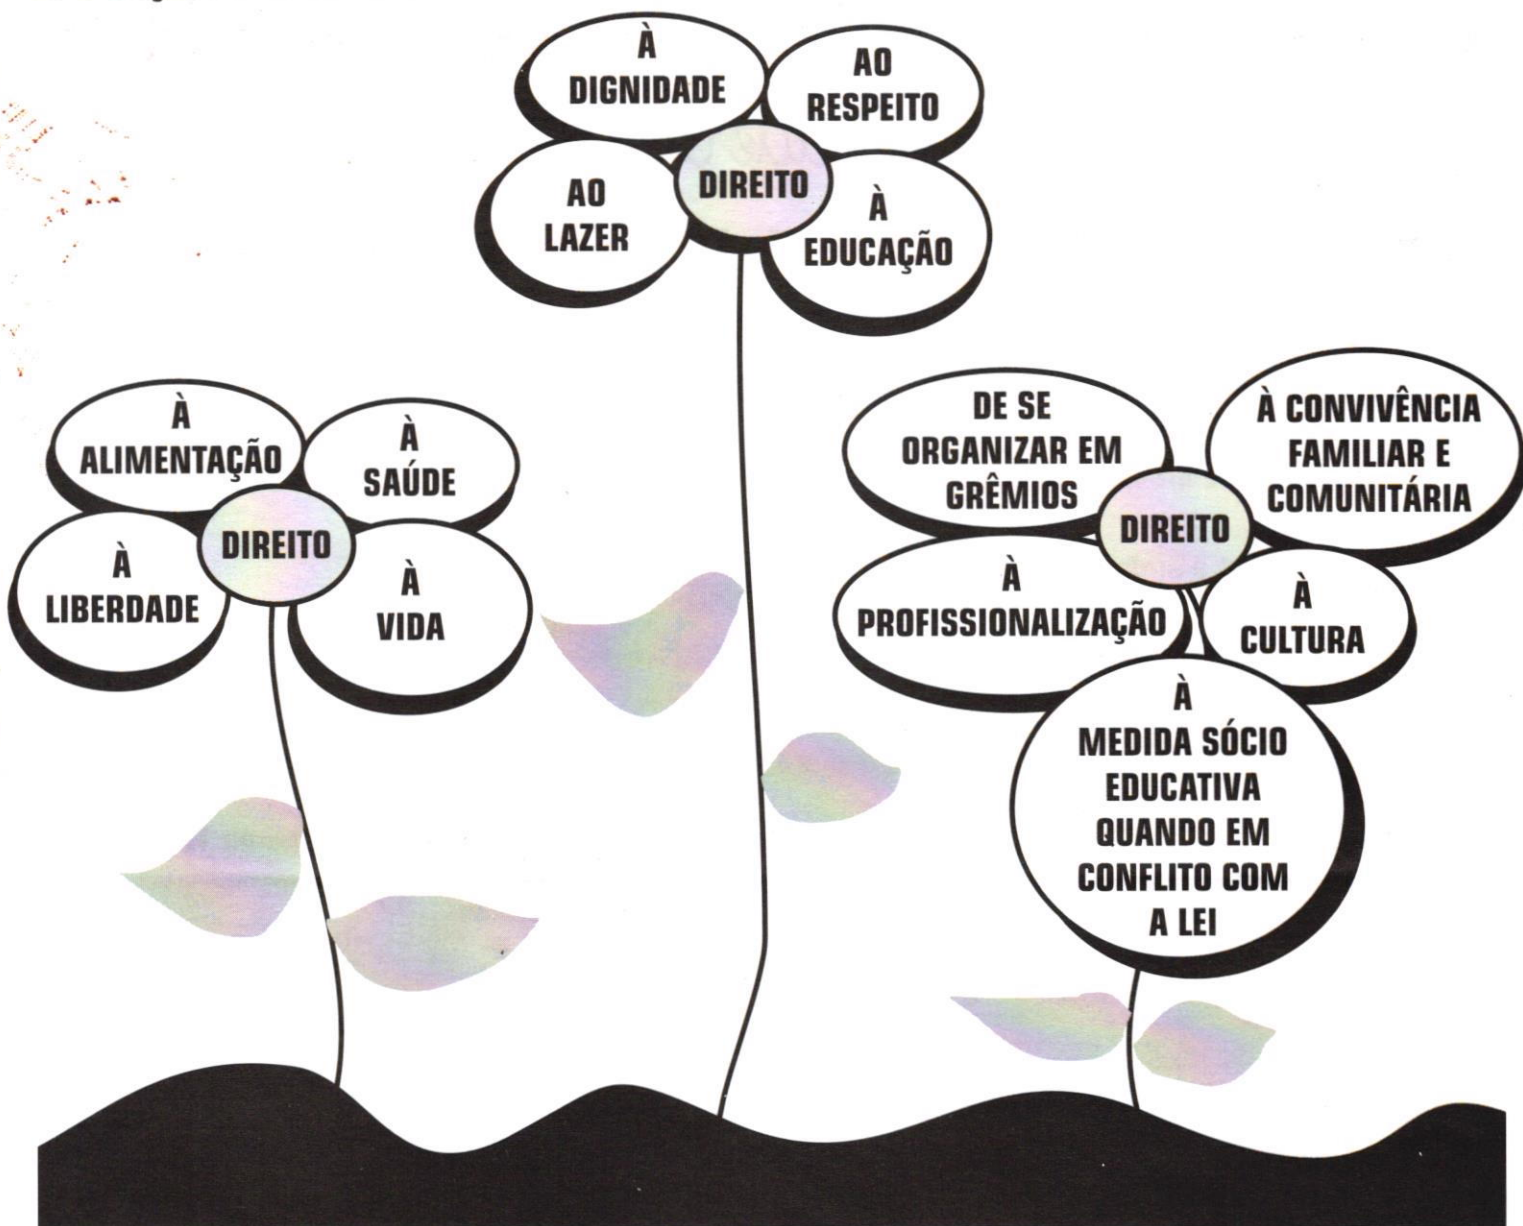 À
DIGNIDADE
AO
RESPEITO
AO
LAZER
DIREITO
À
EDUCAÇÃO
À
ALIMENTAÇÃO
À
SAÚDE
À
LIBERDADE
DIREITO
À
VIDA
DE SE
ORGANIZAR EM
GRÊMIOS
À CONVIVÊNCIA
FAMILIAR E
COMUNITÁRIA
DIREITO
À
PROFISSIONALIZAÇÃO
À
CULTURA
À
MEDIDA SÓCIO
EDUCATIVA
QUANDO EM
CONFLITO COM
A LEI